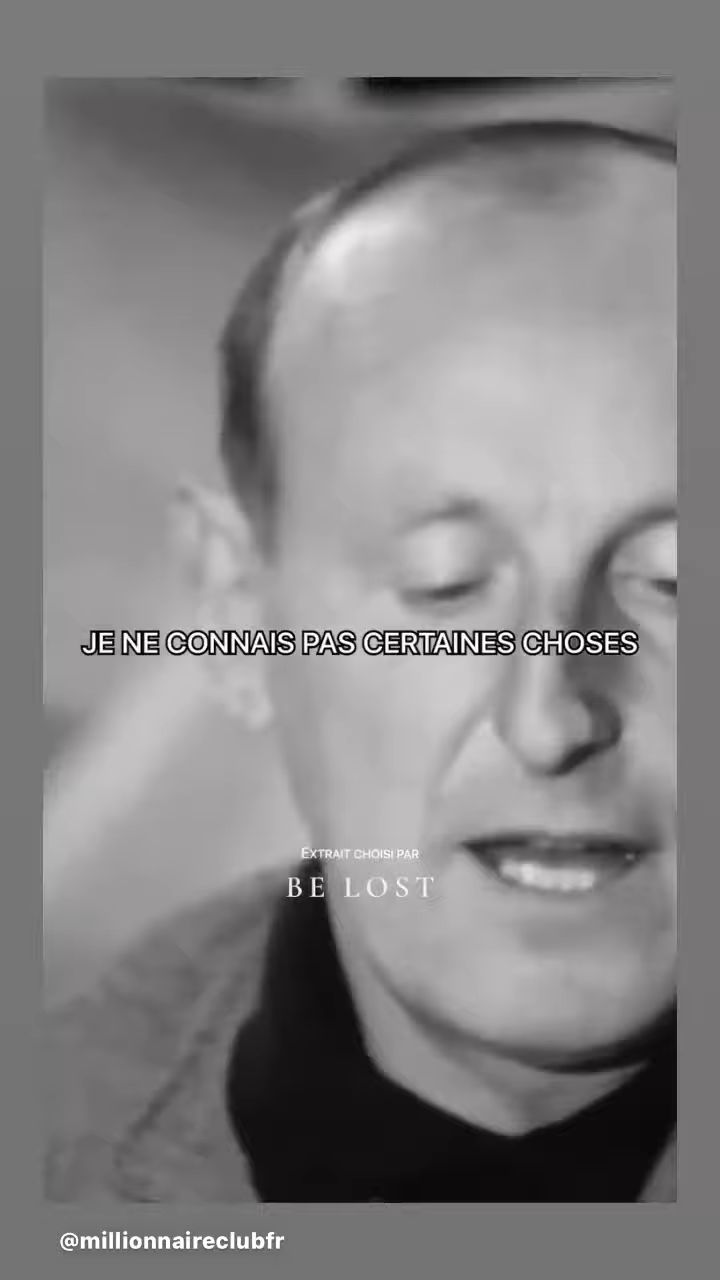 JE NE CONNAIS PAS CERTAINES CHOSES
EXTRAIT CHOISI PAR
BE LOST
@millionnaireclubfr